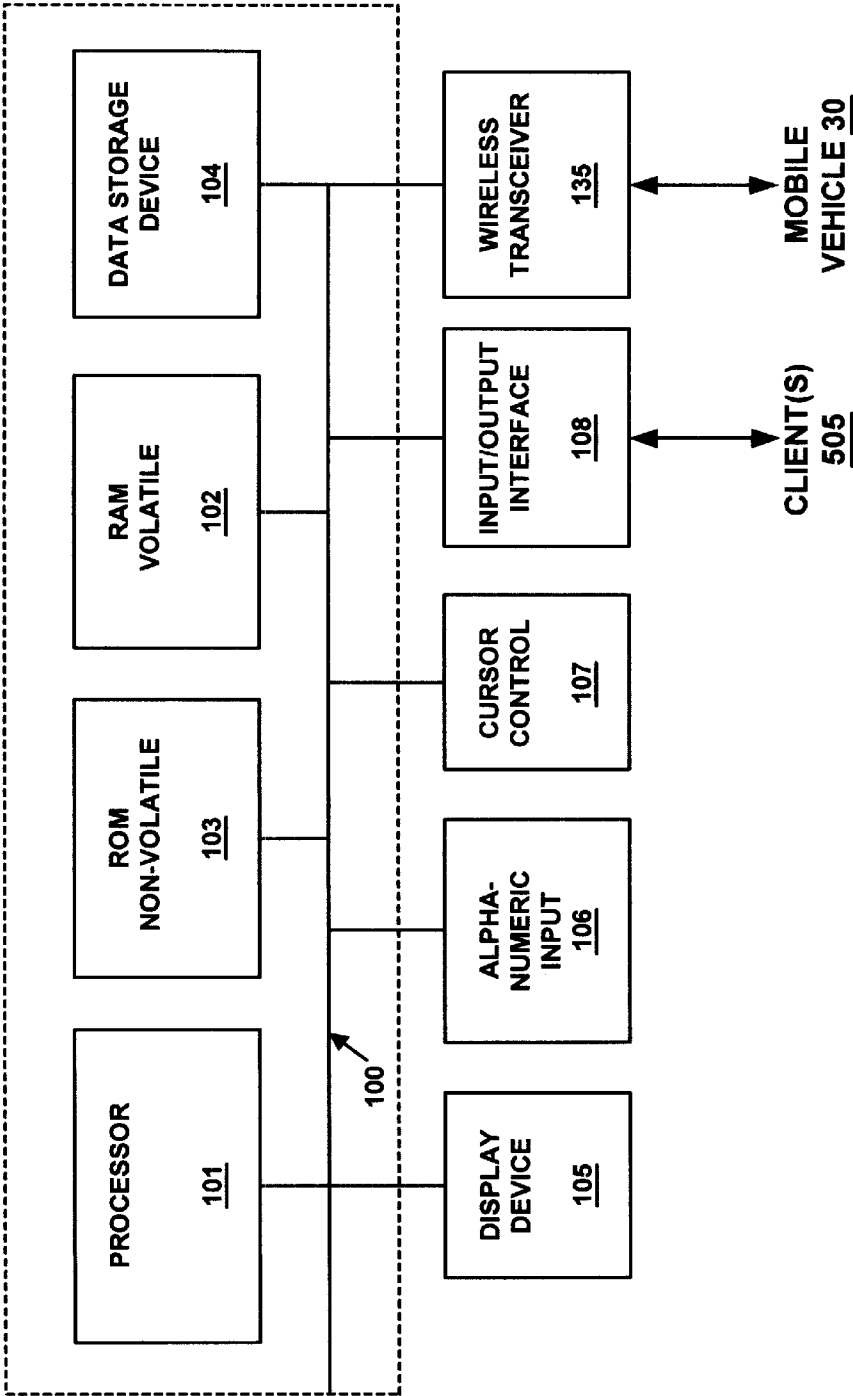 PROCESSOR
101
ROM
NON-VOLATILE
103
RAM
VOLATILE
102
DATA STORAGE
DEVICE
104
100
DISPLAY
DEVICE
105
ALPHA-
NUMERIC
INPUT
106
CURSOR
CONTROL
107
INPUT/OUTPUT
INTERFACE
108
WIRELESS
TRANSCEIVER
135
CLIENT(S)
505
MOBILE
VEHICLE 30